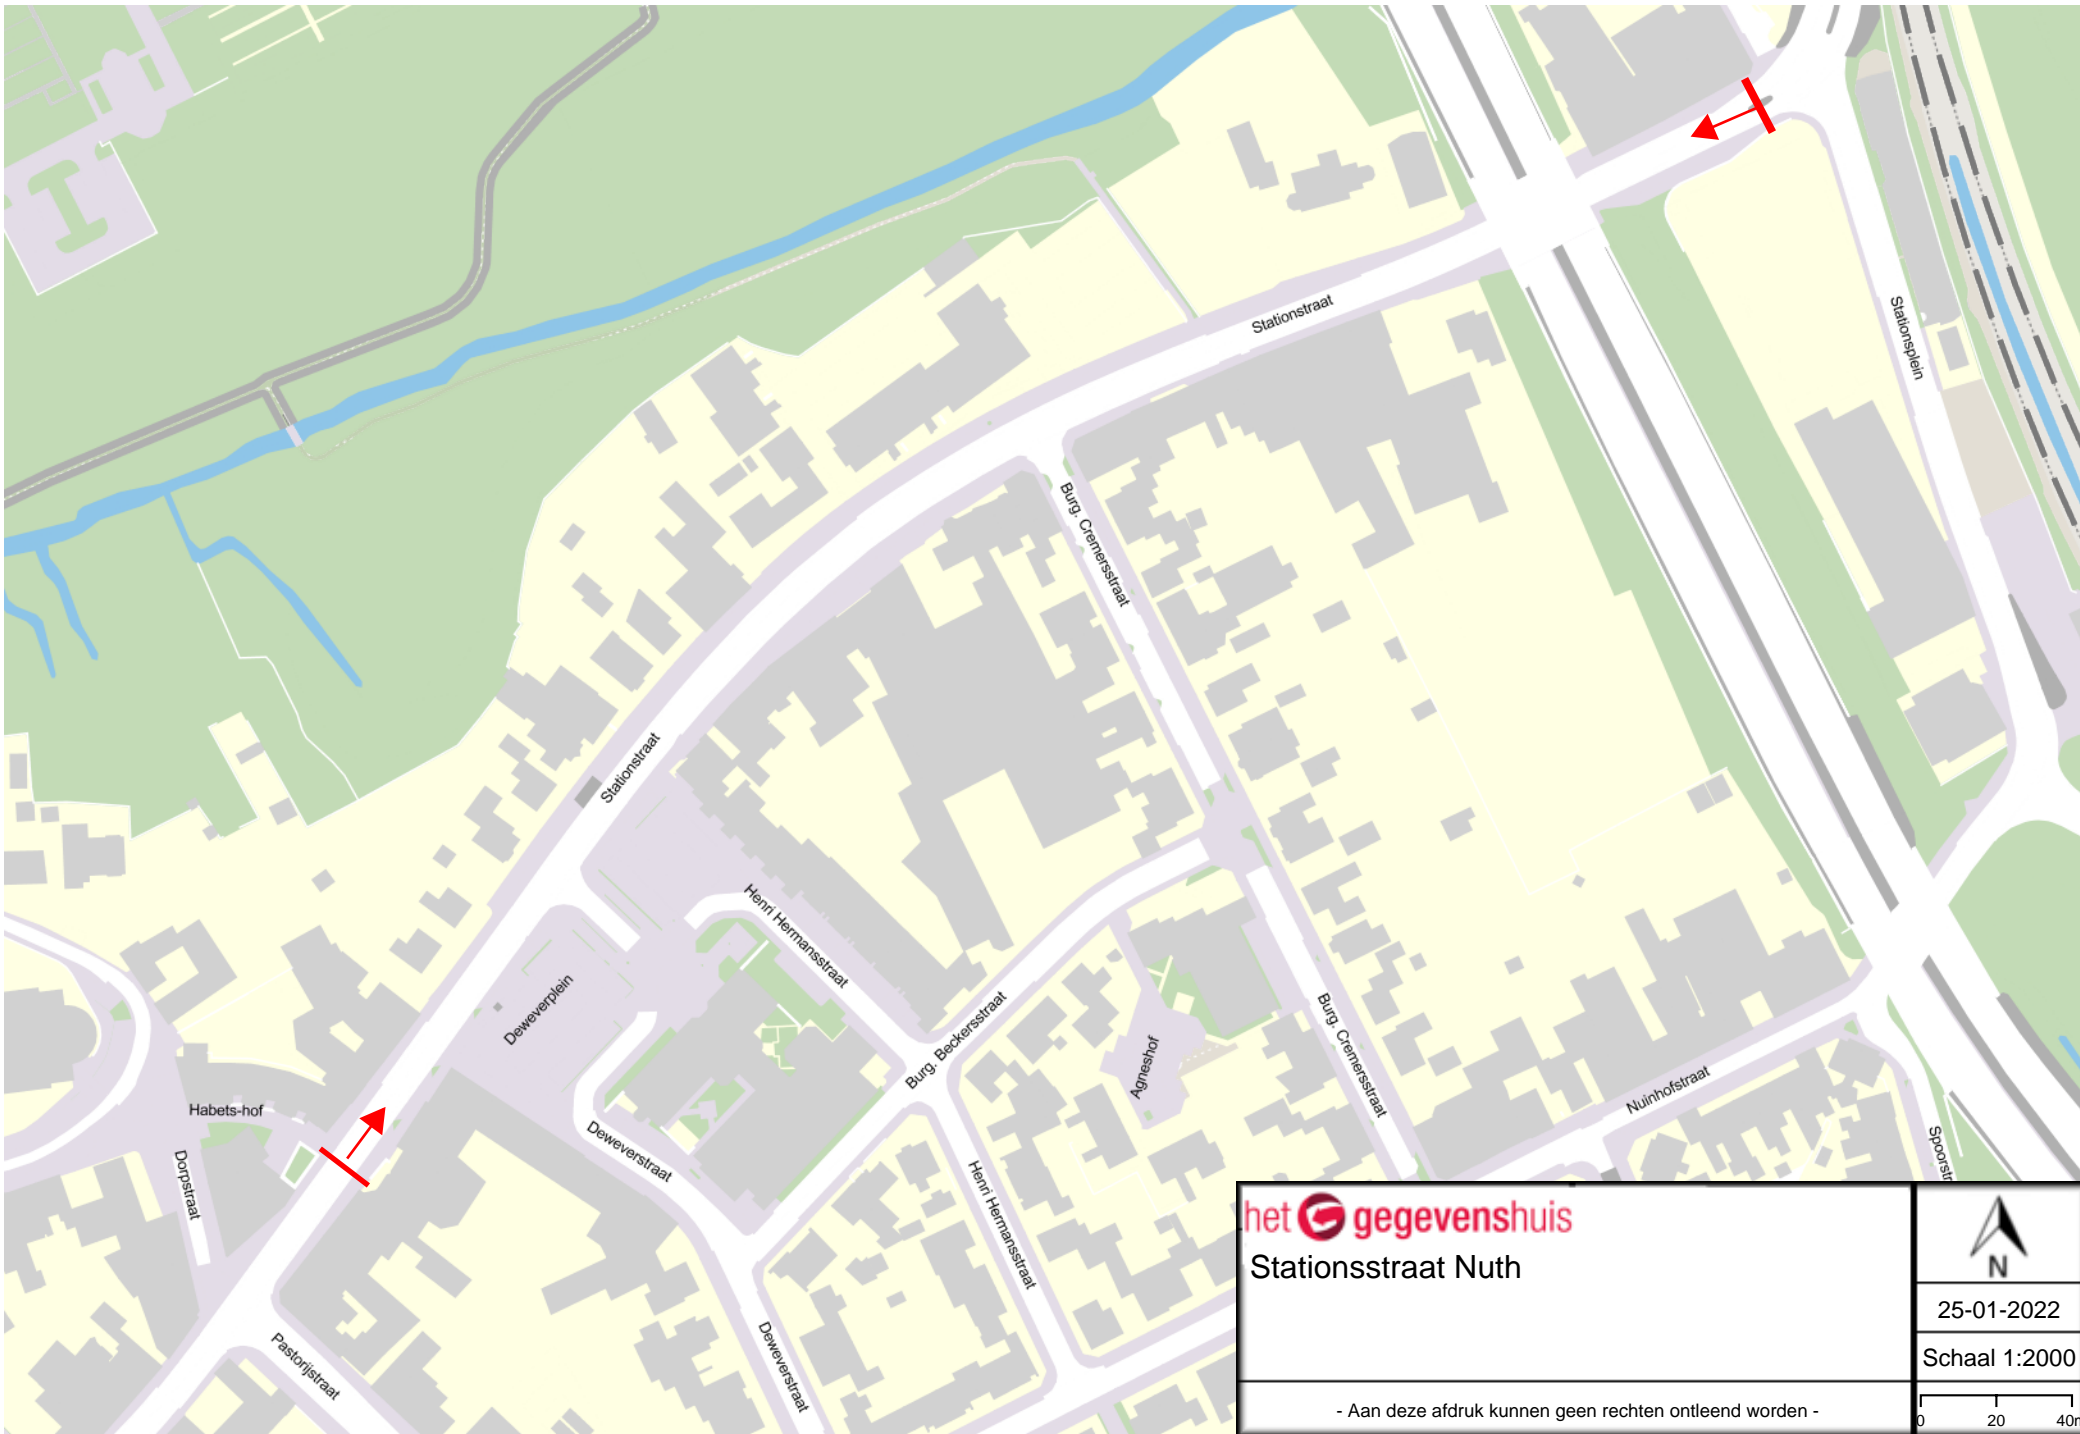 Stationstraat
Stationsplein
Burg. Cremersstraat
Stationstraat
Henri Hermansstraat
Deweverplein
Burg. Beckersstraat
Agneshof
Burg. Cremersstraat
Nuinhofstraat
Habets-hof
Dorpstraat
Deweverstraat
Henri Hermansstraat
Spoorstr
Pastorijstraat
Deweverstraat
het gegevenshuis
Stationsstraat Nuth
N
25-01-2022
Schaal 1:2000
0 20 40m
- Aan deze afdruk kunnen geen rechten ontleend worden -